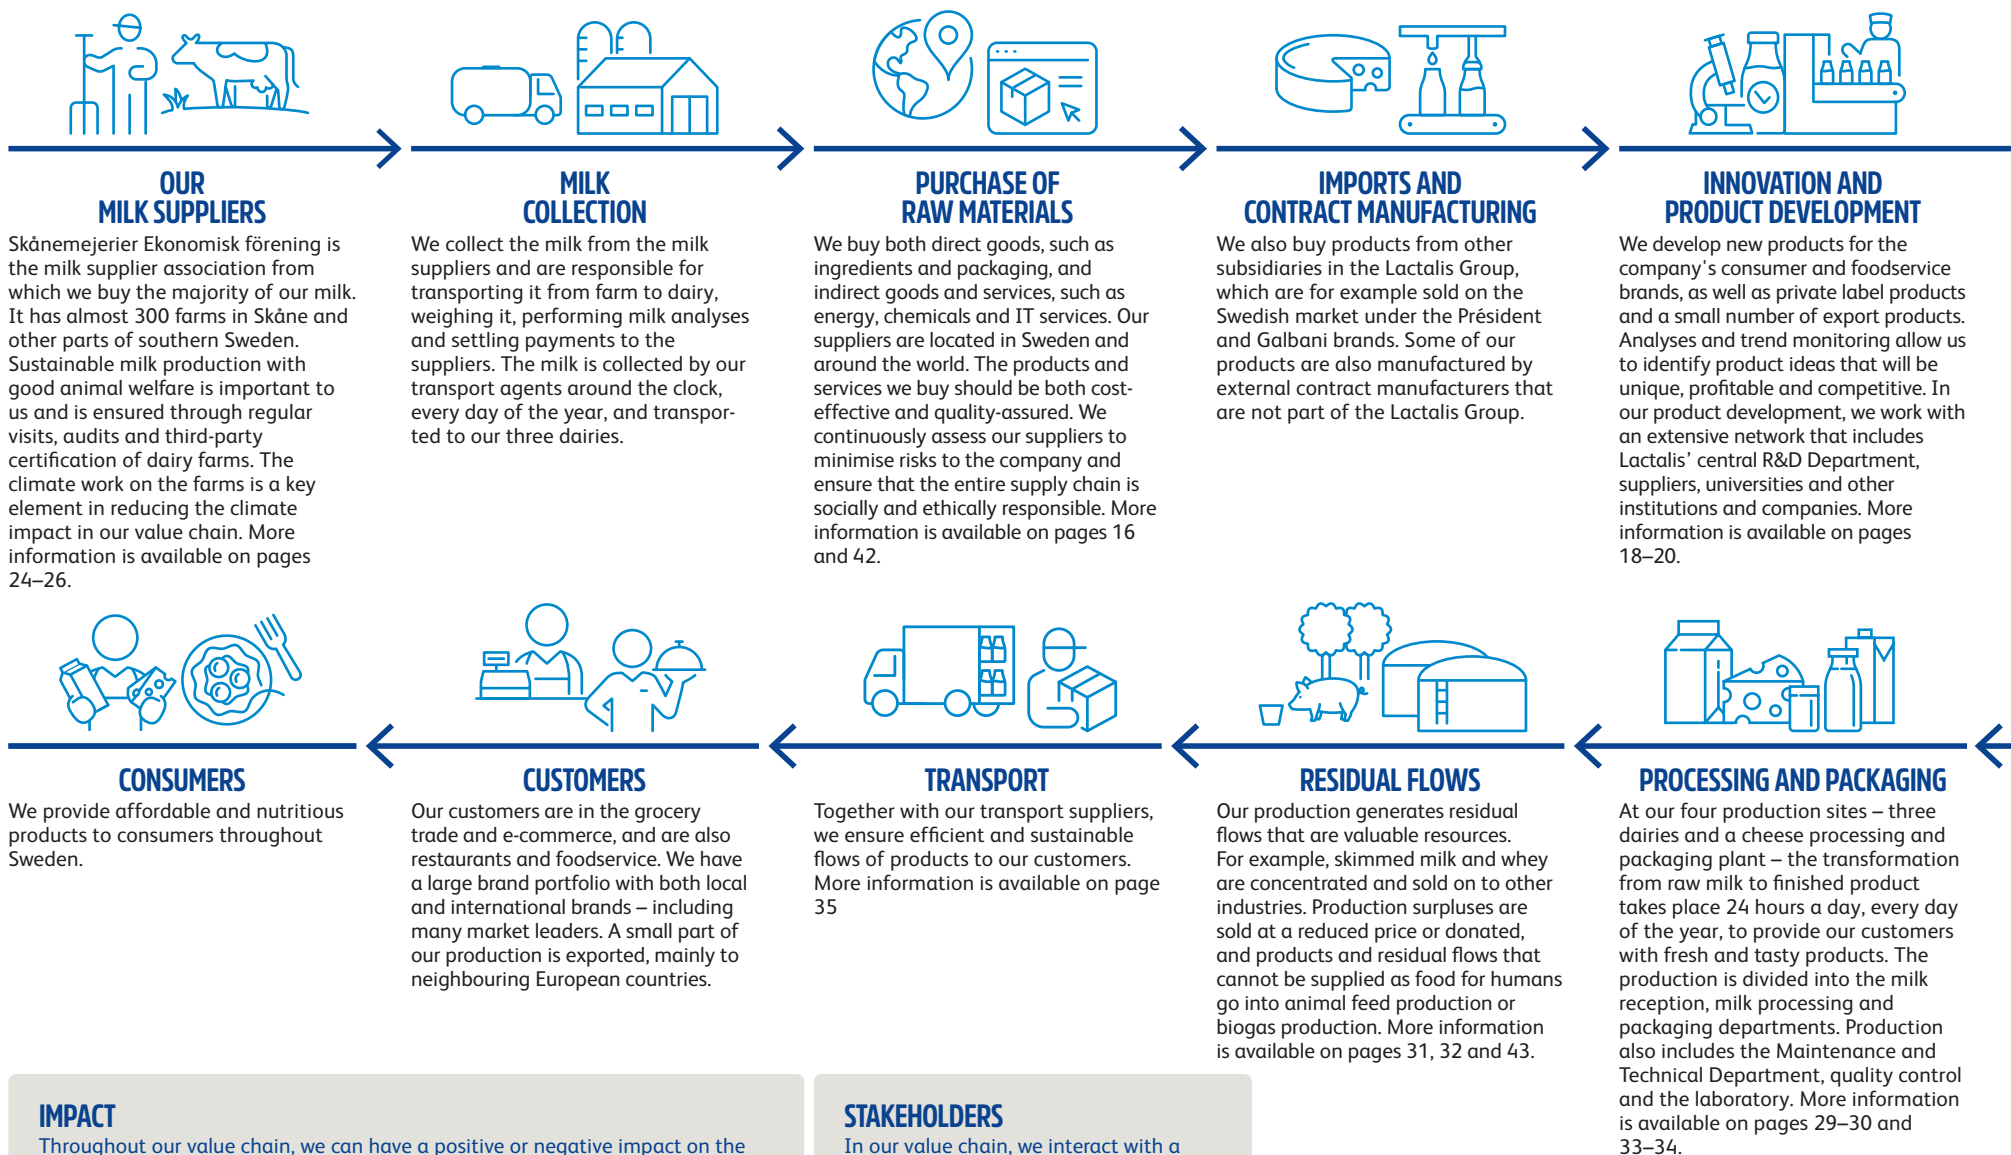 OUR
MILK SUPPLIERS
Skånemejerier Ekonomisk förening is
the milk supplier association from
which we buy the majority of our milk.
It has almost 300 farms in Skåne and
other parts of southern Sweden.
Sustainable milk production with
good animal welfare is important to
us and is ensured through regular
visits, audits and third-party
certification of dairy farms. The
climate work on the farms is a key
element in reducing the climate
impact in our value chain. More
information is available on pages
24–26.
MILK
COLLECTION
We collect the milk from the milk
suppliers and are responsible for
transporting it from farm to dairy,
weighing it, performing milk analyses
and settling payments to the
suppliers. The milk is collected by our
transport agents around the clock,
every day of the year, and transpor-
ted to our three dairies.
PURCHASE OF
RAW MATERIALS
We buy both direct goods, such as
ingredients and packaging, and
indirect goods and services, such as
energy, chemicals and IT services. Our
suppliers are located in Sweden and
around the world. The products and
services we buy should be both cost-
effective and quality-assured. We
continuously assess our suppliers to
minimise risks to the company and
ensure that the entire supply chain is
socially and ethically responsible. More
information is available on pages 16
and 42.
IMPORTS AND
CONTRACT MANUFACTURING
We also buy products from other
subsidiaries in the Lactalis Group,
which are for example sold on the
Swedish market under the Président
and Galbani brands. Some of our
products are also manufactured by
external contract manufacturers that
are not part of the Lactalis Group.
INNOVATION AND
PRODUCT DEVELOPMENT
We develop new products for the
company's consumer and foodservice
brands, as well as private label products
and a small number of export products.
Analyses and trend monitoring allow us
to identify product ideas that will be
unique, profitable and competitive. In
our product development, we work with
an extensive network that includes
Lactalis’ central R&D Department,
suppliers, universities and other
institutions and companies. More
information is available on pages
18–20.
CONSUMERS
We provide affordable and nutritious
products to consumers throughout
Sweden.
CUSTOMERS
Our customers are in the grocery
trade and e-commerce, and are also
restaurants and foodservice. We have
a large brand portfolio with both local
and international brands – including
many market leaders. A small part of
our production is exported, mainly to
neighbouring European countries.
TRANSPORT
Together with our transport suppliers,
we ensure efficient and sustainable
flows of products to our customers.
More information is available on page
35
RESIDUAL FLOWS
Our production generates residual
flows that are valuable resources.
For example, skimmed milk and whey
are concentrated and sold on to other
industries. Production surpluses are
sold at a reduced price or donated,
and products and residual flows that
cannot be supplied as food for humans
go into animal feed production or
biogas production. More information
is available on pages 31, 32 and 43.
PROCESSING AND PACKAGING
At our four production sites – three
dairies and a cheese processing and
packaging plant – the transformation
from raw milk to finished product
takes place 24 hours a day, every day
of the year, to provide our customers
with fresh and tasty products. The
production is divided into the milk
reception, milk processing and
packaging departments. Production
also includes the Maintenance and
Technical Department, quality control
and the laboratory. More information
is available on pages 29–30 and
33–34.
IMPACT
Throughout our value chain, we can have a positive or negative impact on the
STAKEHOLDERS
In our value chain, we interact with a